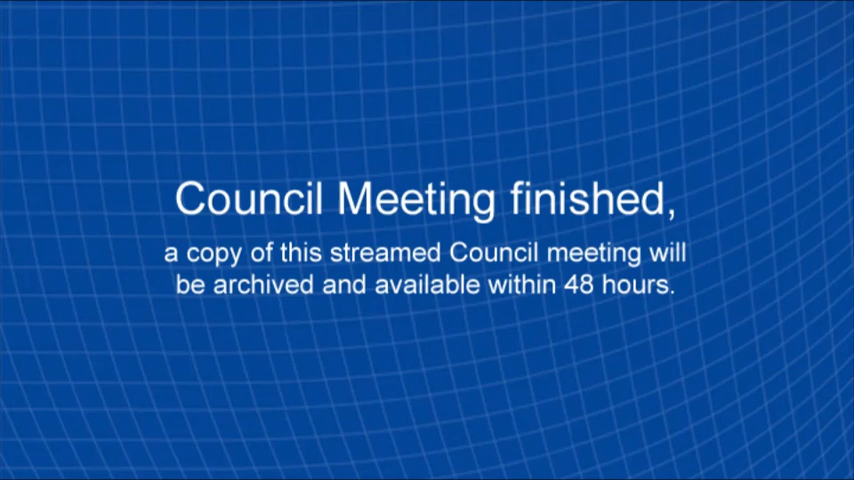 Council Meeting finished,
a copy of this streamed Council meeting will
be archived and available within 48 hours.